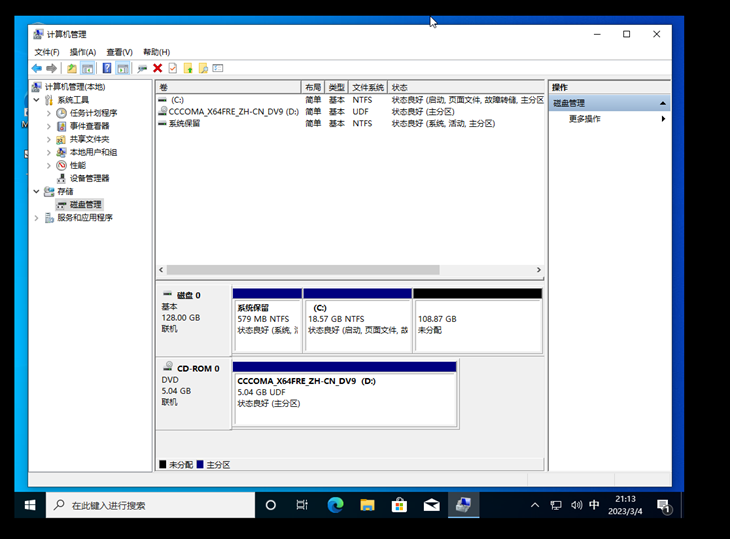 计算机管理
文件(F) 操作(A) 查看(V) 帮助(H)
计算机管理(本地)
系统工具
任务计划程序
事件查看器
共享文件夹
本地用户和组
性能
设备管理器
存储
磁盘管理
服务和应用程序
卷 布局 类型 文件系统 状态
(C:) 简单 基本 NTFS 状态良好 (启动, 页面文件, 故障转储, 主分区
CCCOMA_X64FRE_ZH-CN_DV9 (D:) 简单 基本 UDF 状态良好 (主分区)
系统保留 简单 基本 NTFS 状态良好 (系统, 活动, 主分区)
操作
磁盘管理
更多操作
磁盘 0
基本
128.00 GB
联机
系统保留
579 MB NTFS
状态良好 (系统, 
(C:)
18.57 GB NTFS
状态良好 (启动, 页面文件, 故
108.87 GB
未分配
CD-ROM 0
DVD
5.04 GB
联机
CCCOMA_X64FRE_ZH-CN_DV9 (D:)
5.04 GB UDF
状态良好 (主分区)
未分配 主分区
在此键入进行搜索
中
21:13
2023/3/4
1